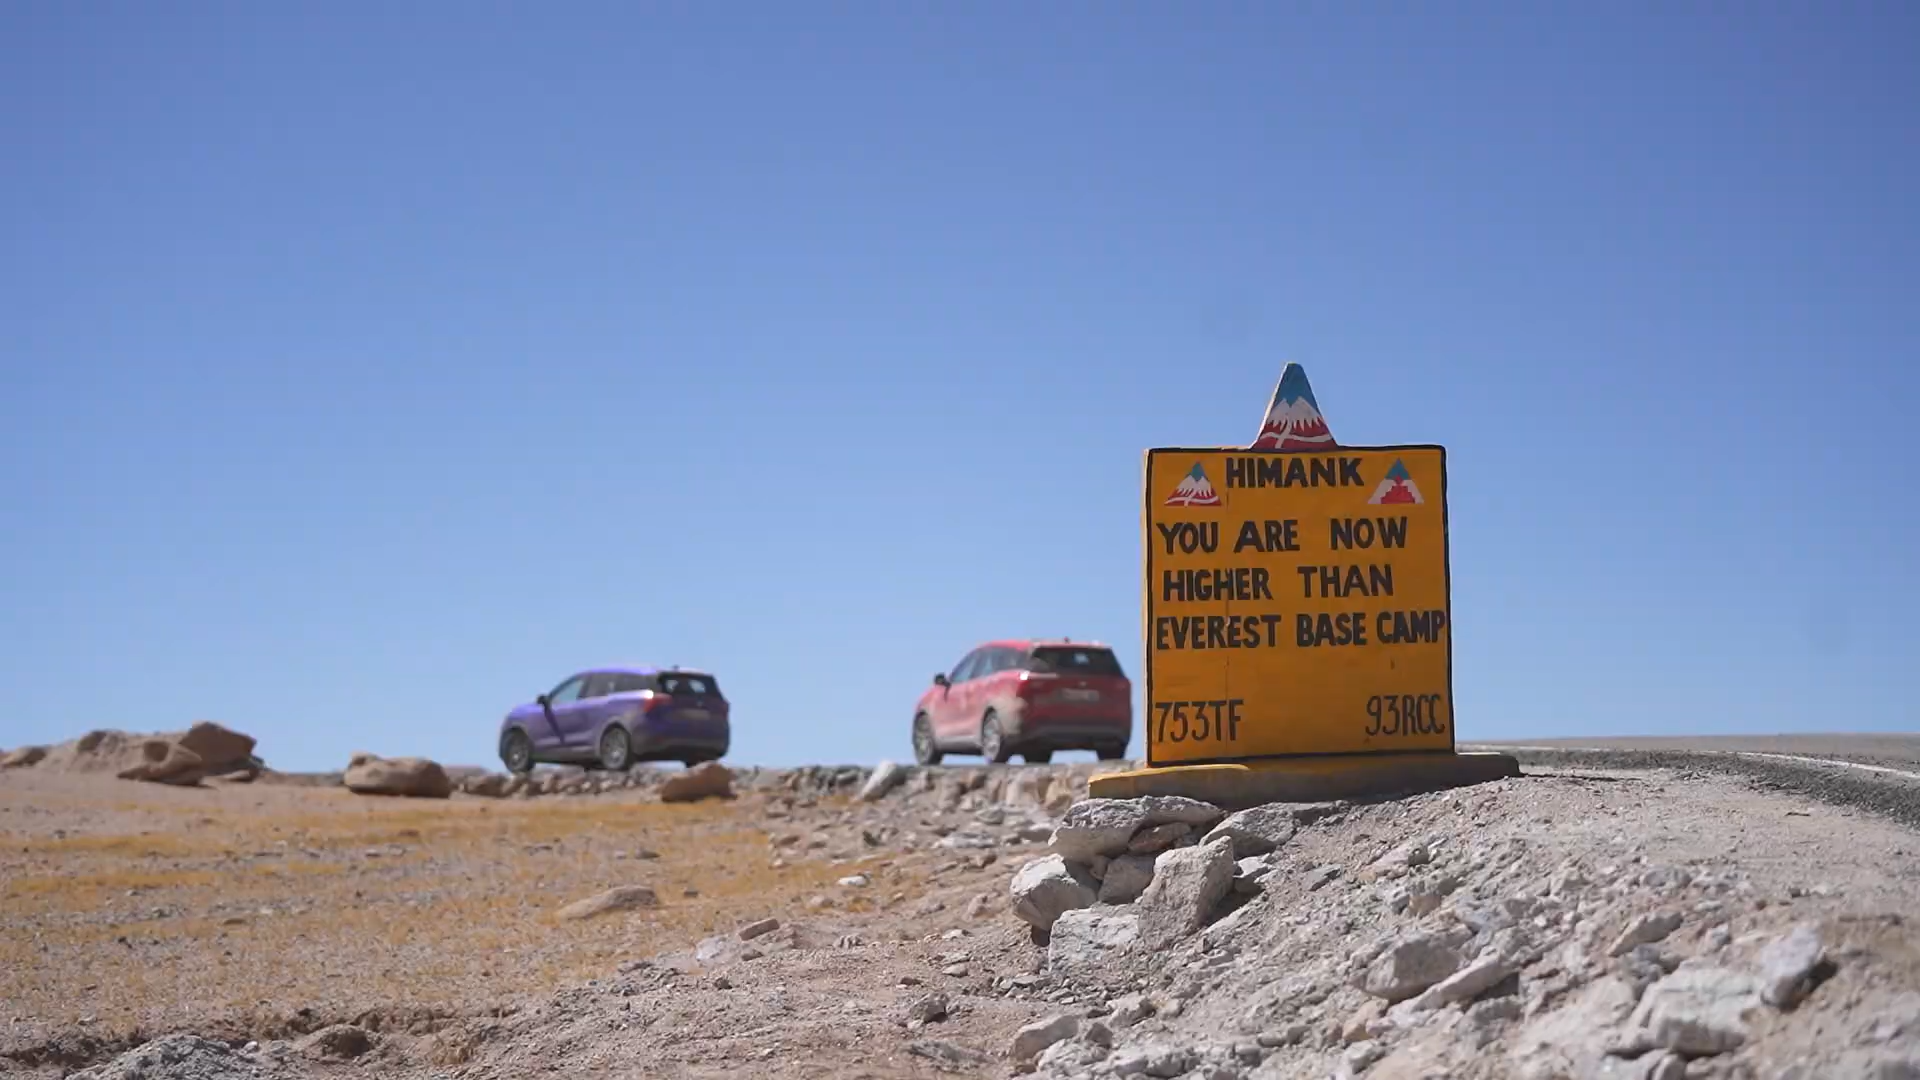 HIMANK
YOU ARE NOW
HIGHER THAN
EVEREST BASE CAMP
753TF 93RCC